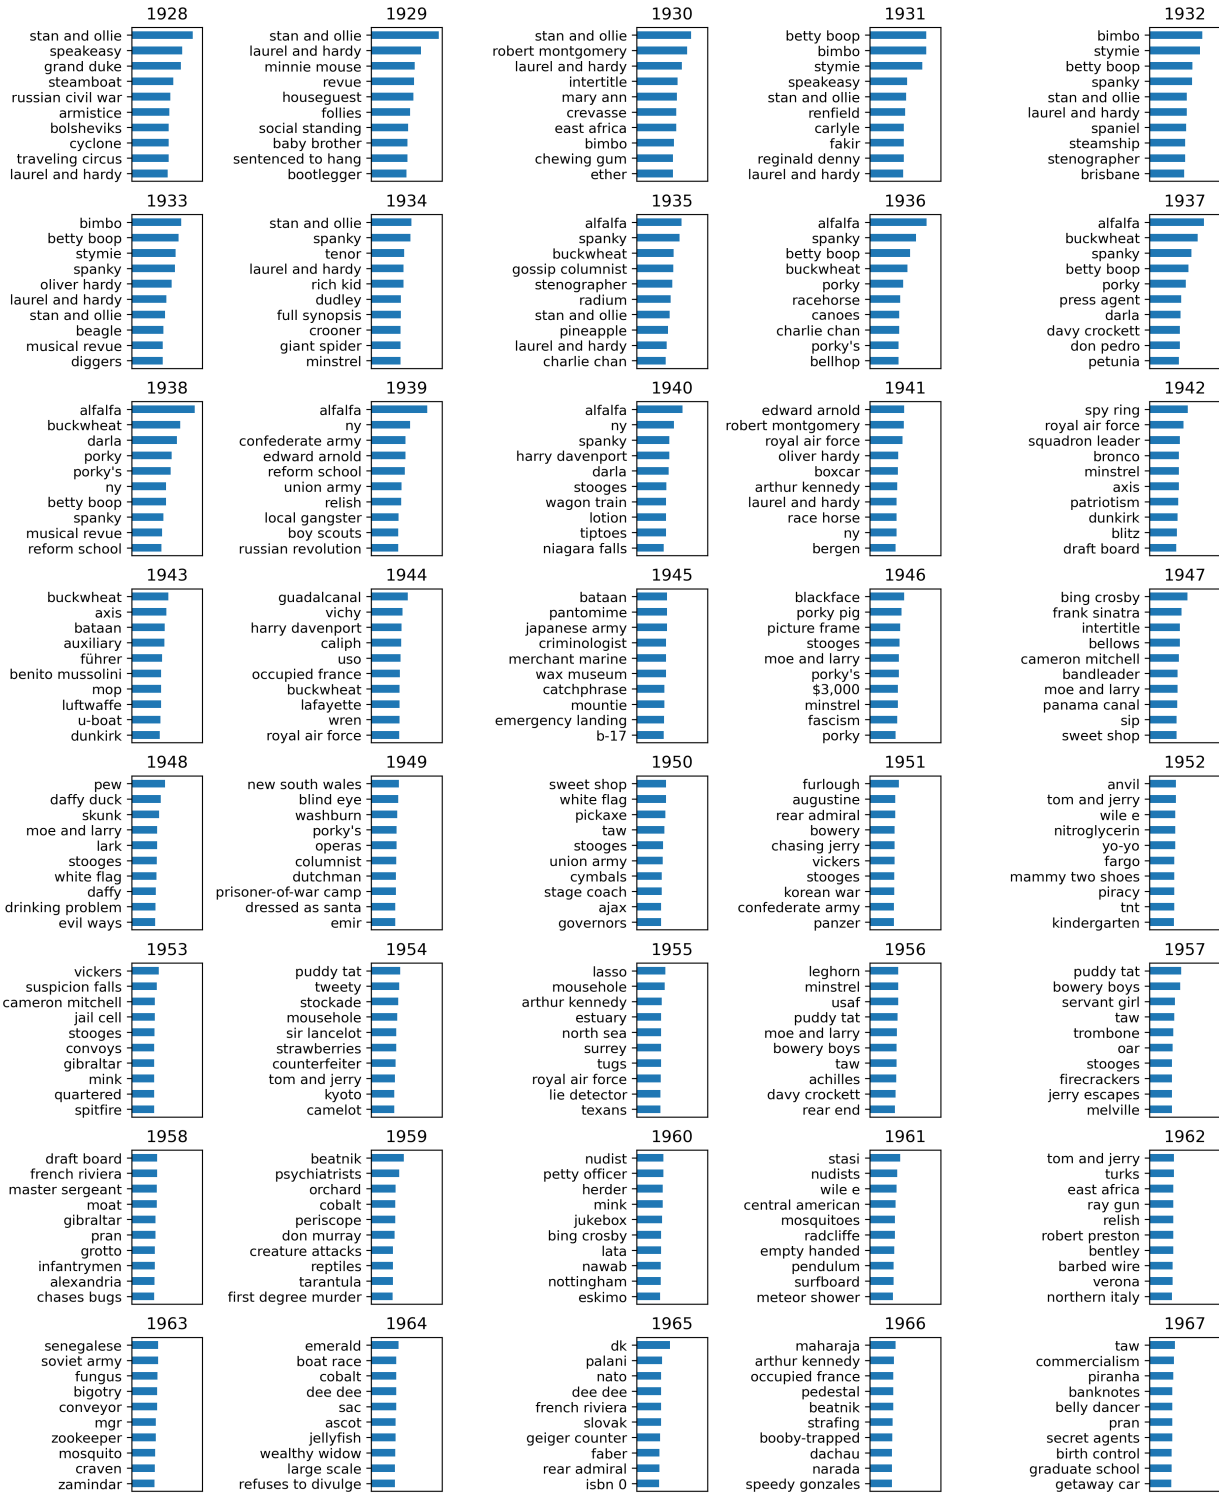 1928
stan and ollie
speakeasy
grand duke
steamboat
russian civil war
armistice
bolsheviks
cyclone
traveling circus
laurel and hardy
1929
stan and ollie
laurel and hardy
minnie mouse
revue
houseguest
follies
social standing
baby brother
sentenced to hang
bootlegger
1930
stan and ollie
robert montgomery
laurel and hardy
intertitle
mary ann
crevasse
east africa
bimbo
chewing gum
ether
1931
betty boop
bimbo
stymie
speakeasy
stan and ollie
renfield
carlyle
fakir
reginald denny
laurel and hardy
1932
bimbo
stymie
betty boop
spanky
stan and ollie
laurel and hardy
spaniel
steamship
stenographer
brisbane
1933
bimbo
betty boop
stymie
spanky
oliver hardy
laurel and hardy
stan and ollie
beagle
musical revue
diggers
1934
stan and ollie
spanky
tenor
laurel and hardy
rich kid
dudley
full synopsis
crooner
giant spider
minstrel
1935
alfalfa
spanky
buckwheat
gossip columnist
stenographer
radium
stan and ollie
pineapple
laurel and hardy
charlie chan
1936
alfalfa
spanky
betty boop
buckwheat
porky
racehorse
canoes
charlie chan
porky's
bellhop
1937
alfalfa
buckwheat
spanky
betty boop
porky
press agent
darla
davy crockett
don pedro
petunia
1938
alfalfa
buckwheat
darla
porky
porky's
ny
betty boop
spanky
musical revue
reform school
1939
alfalfa
ny
confederate army
edward arnold
reform school
union army
relish
local gangster
boy scouts
russian revolution
1940
alfalfa
ny
spanky
harry davenport
darla
stooges
wagon train
lotion
tiptoes
niagara falls
1941
edward arnold
robert montgomery
royal air force
oliver hardy
boxcar
arthur kennedy
laurel and hardy
race horse
ny
bergen
1942
spy ring
royal air force
squadron leader
bronco
minstrel
axis
patriotism
dunkirk
blitz
draft board
1943
buckwheat
axis
bataan
auxiliary
führer
benito mussolini
mop
luftwaffe
u-boat
dunkirk
1944
guadalcanal
vichy
harry davenport
caliph
uso
occupied france
buckwheat
lafayette
wren
royal air force
1945
bataan
pantomime
japanese army
criminologist
merchant marine
wax museum
catchphrase
mountie
emergency landing
b-17
1946
blackface
porky pig
picture frame
stooges
moe and larry
porky's
$3,000
minstrel
fascism
porky
1947
bing crosby
frank sinatra
intertitle
bellows
cameron mitchell
bandleader
moe and larry
panama canal
sip
sweet shop
1948
pew
daffy duck
skunk
moe and larry
lark
stooges
white flag
daffy
drinking problem
evil ways
1949
new south wales
blind eye
washburn
porky's
operas
columnist
dutchman
prisoner-of-war camp
dressed as santa
emir
1950
sweet shop
white flag
pickaxe
taw
stooges
union army
cymbals
stage coach
ajax
governors
1951
furlough
augustine
rear admiral
bowery
chasing jerry
vickers
stooges
korean war
confederate army
panzer
1952
anvil
tom and jerry
wile e
nitroglycerin
yo-yo
fargo
mammy two shoes
piracy
tnt
kindergarten
1953
vickers
suspicion falls
cameron mitchell
jail cell
stooges
convoys
gibraltar
mink
quartered
spitfire
1954
puddy tat
tweety
stockade
mousehole
sir lancelot
strawberries
counterfeiter
tom and jerry
kyoto
camelot
1955
lasso
mousehole
arthur kennedy
estuary
north sea
surrey
tugs
royal air force
lie detector
texans
1956
leghorn
minstrel
usaf
puddy tat
moe and larry
bowery boys
taw
achilles
davy crockett
rear end
1957
puddy tat
bowery boys
servant girl
taw
trombone
oar
stooges
firecrackers
jerry escapes
melville
1958
draft board
french riviera
master sergeant
moat
gibraltar
pran
grotto
infantrymen
alexandria
chases bugs
1959
beatnik
psychiatrists
orchard
cobalt
periscope
don murray
creature attacks
reptiles
tarantula
first degree murder
1960
nudist
petty officer
herder
mink
jukebox
bing crosby
lata
nawab
nottingham
eskimo
1961
stasi
nudists
wile e
central american
mosquitoes
radcliffe
empty handed
pendulum
surfboard
meteor shower
1962
tom and jerry
turks
east africa
ray gun
relish
robert preston
bentley
barbed wire
verona
northern italy
1963
senegalese
soviet army
fungus
bigotry
conveyor
mgr
zookeeper
mosquito
craven
zamindar
1964
emerald
boat race
cobalt
dee dee
sac
ascot
jellyfish
wealthy widow
large scale
refuses to divulge
1965
dk
palani
nato
dee dee
french riviera
slovak
geiger counter
faber
rear admiral
isbn 0
1966
maharaja
arthur kennedy
occupied france
pedestal
beatnik
strafing
booby-trapped
dachau
narada
speedy gonzales
1967
taw
commercialism
piranha
banknotes
belly dancer
pran
secret agents
birth control
graduate school
getaway car